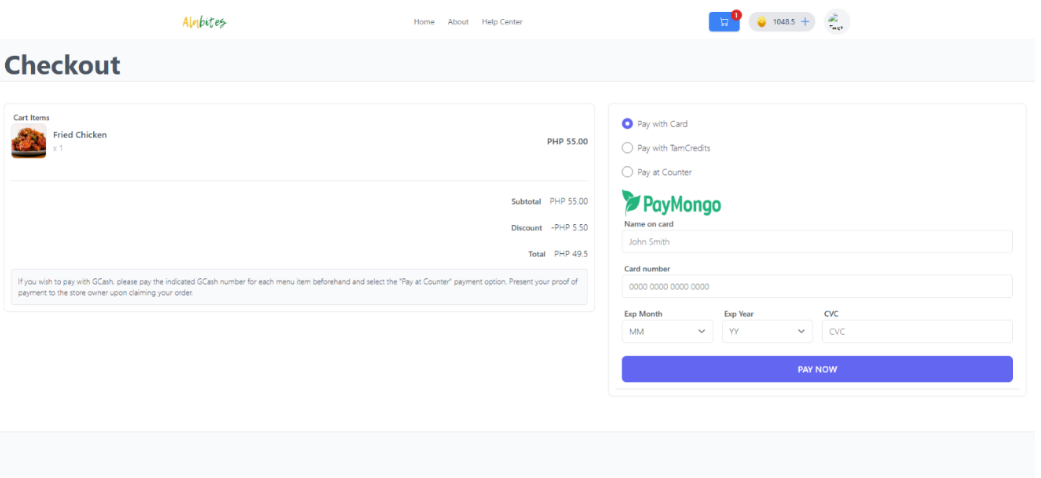 Alabites
Home About Help Center
1
1048.5 +
Checkout
Cart Items
Fried Chicken
x 1
PHP 55.00
Subtotal PHP 55.00
Discount -PHP 5.50
Total PHP 49.5
If you wish to pay with GCash, please pay the indicated GCash number for each menu item beforehand and select the "Pay at Counter" payment option. Present your proof of
payment to the store owner upon claiming your order.
Pay with Card
Pay with TamCredits
Pay at Counter
PayMongo
Name on card
John Smith
Card number
0000 0000 0000 0000
Exp Month Exp Year CVC
MM YY CVC
PAY NOW